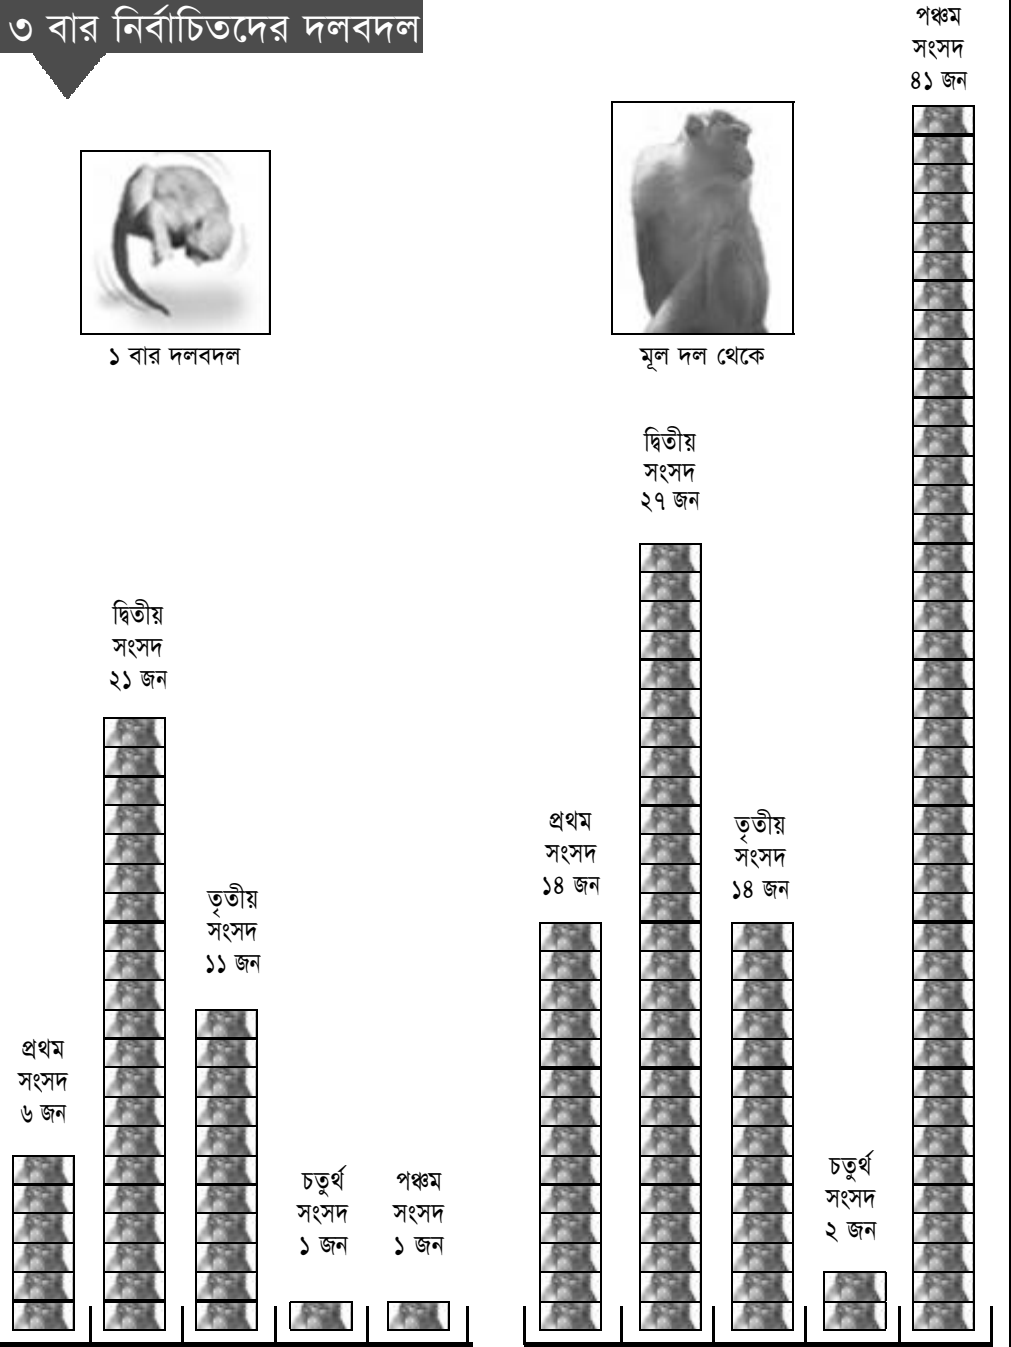 ৩ বার নির্বাচিতদের দলবদল
১ বার দলবদল
দ্বিতীয়
সংসদ
২১ জন
তৃতীয়
সংসদ
১১ জন
প্রথম
সংসদ
৬ জন
চতুর্থ
সংসদ
১ জন
পঞ্চম
সংসদ
১ জন
মূল দল থেকে
পঞ্চম
সংসদ
৪১ জন
দ্বিতীয়
সংসদ
২৭ জন
প্রথম
সংসদ
১৪ জন
তৃতীয়
সংসদ
১৪ জন
চতুর্থ
সংসদ
২ জন